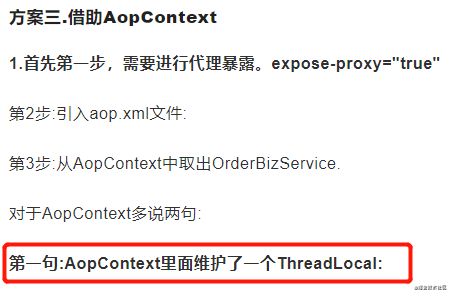 方案三.借助AopContext
1.首先第一步，需要进行代理暴露。expose-proxy="true"
第2步:引入aop.xml文件:
第3步:从AopContext中取出OrderBizService.
对于AopContext多说两句:
第一句:AopContext里面维护了一个ThreadLocal: